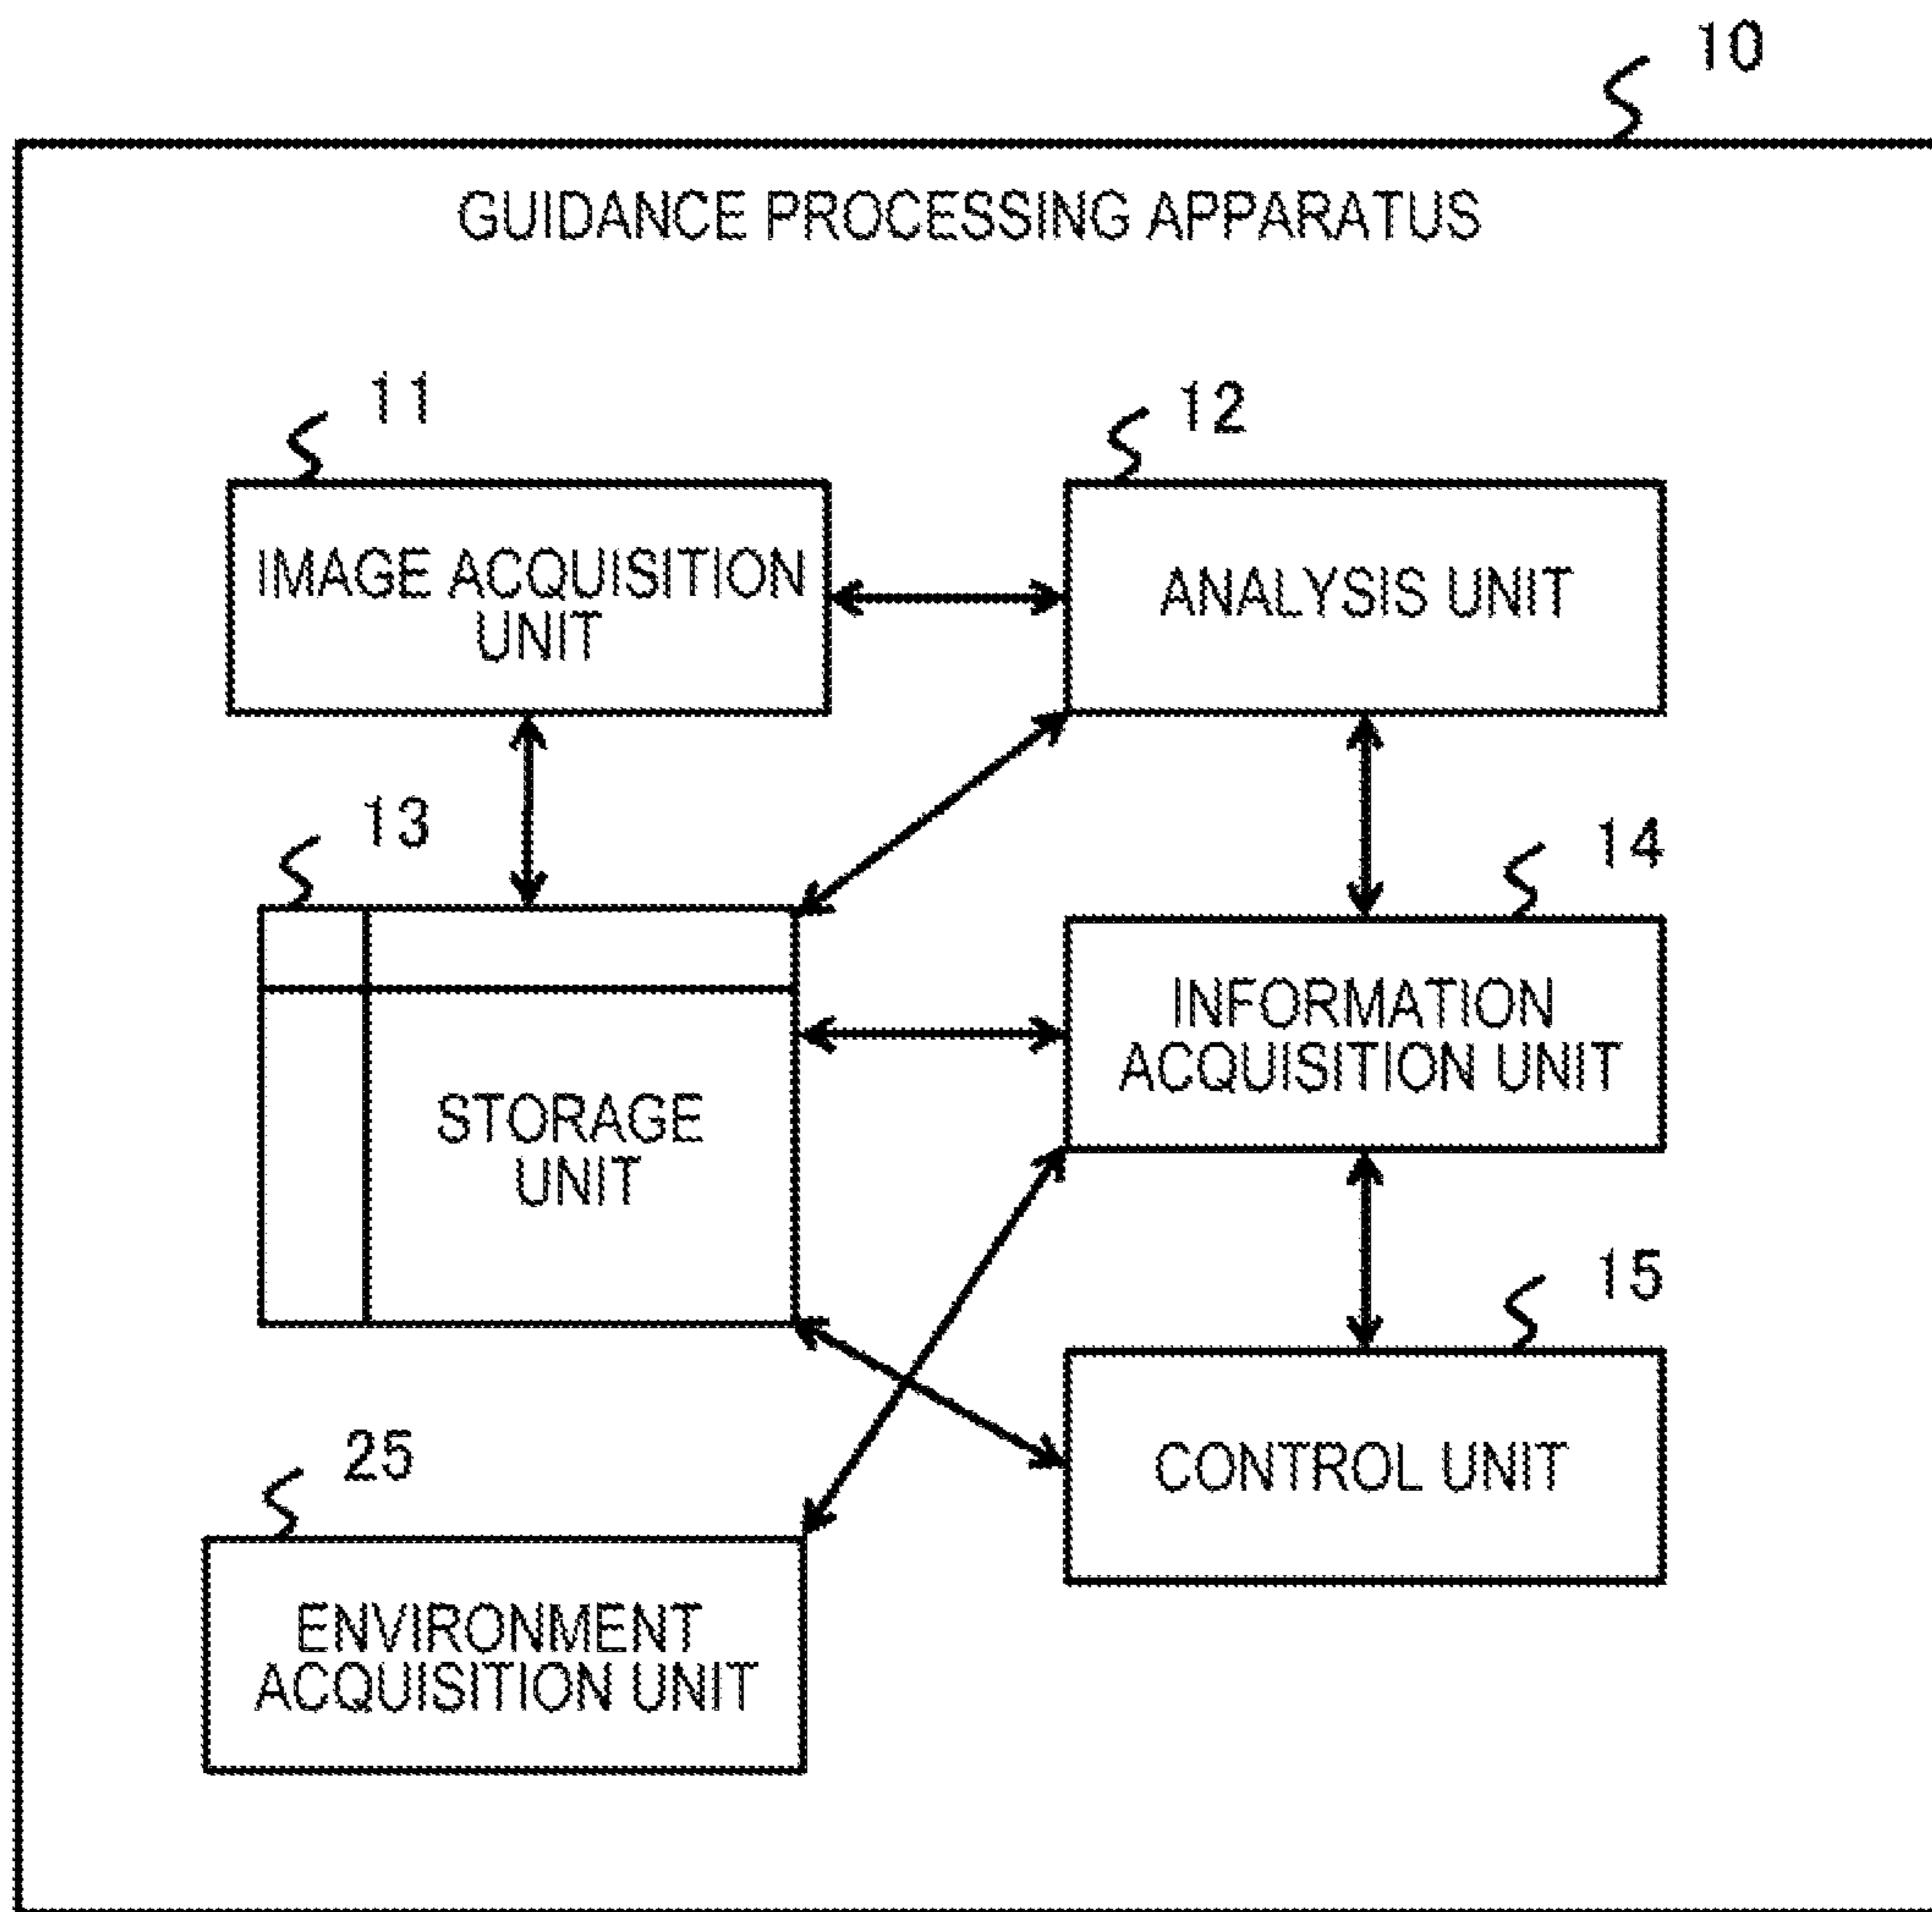 10
GUIDANCE PROCESSING APPARATUS
11
IMAGE ACQUISITION
UNIT
12
ANALYSIS UNIT
13
STORAGE
UNIT
14
INFORMATION
ACQUISITION UNIT
15
CONTROL UNIT
25
ENVIRONMENT
ACQUISITION UNIT